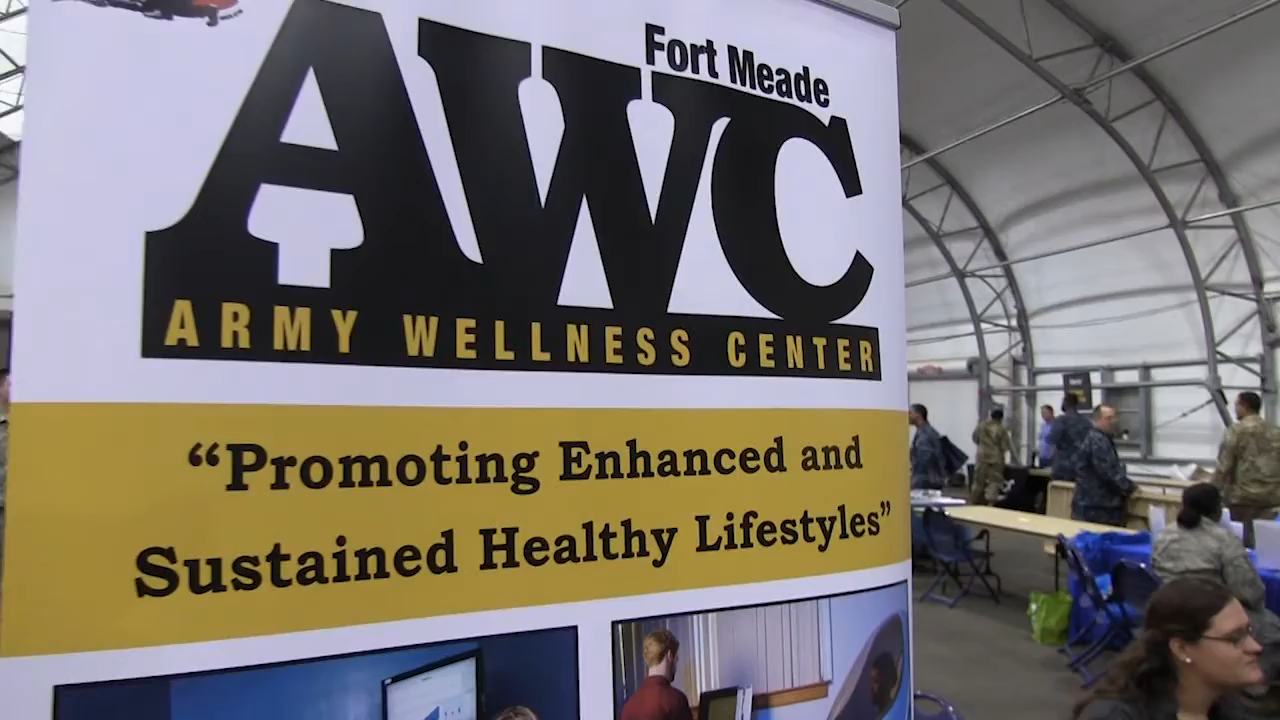 Fort Meade
AWC
ARMY WELLNESS CENTER
“Promoting Enhanced and
Sustained Healthy Lifestyles”